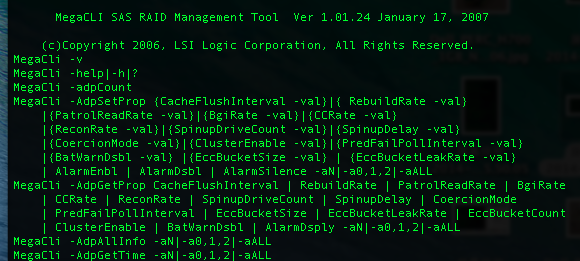 MegaCLI SAS RAID Management Tool  Ver 1.01.24 January 17, 2007
(c)Copyright 2006, LSI Logic Corporation, All Rights Reserved.
MegaCli -v
MegaCli -help|-h|?
MegaCli -adpCount
MegaCli -AdpSetProp {CacheFlushInterval -val}|{ RebuildRate -val}
|{PatrolReadRate -val}|{BgiRate -val}|{CCRate -val}
|{ReconRate -val}|{SpinupDriveCount -val}|{SpinupDelay -val}
|{CoercionMode -val}|{ClusterEnable -val}|{PredFailPollInterval -val}
|{BatWarnDsbl -val} |{EccBucketSize -val} | {EccBucketLeakRate -val}
| AlarmEnbl | AlarmDsbl | AlarmSilence -aN|-a0,1,2|-aALL
MegaCli -AdpGetProp CacheFlushInterval | RebuildRate | PatrolReadRate | BgiRate
| CCRate | ReconRate | SpinupDriveCount | SpinupDelay | CoercionMode
| PredFailPollInterval | EccBucketSize | EccBucketLeakRate | EccBucketCount
| ClusterEnable | BatWarnDsbl | AlarmDsply -aN|-a0,1,2|-aALL
MegaCli -AdpAllInfo -aN|-a0,1,2|-aALL
MegaCli -AdpGetTime -aN|-a0,1,2|-aALL